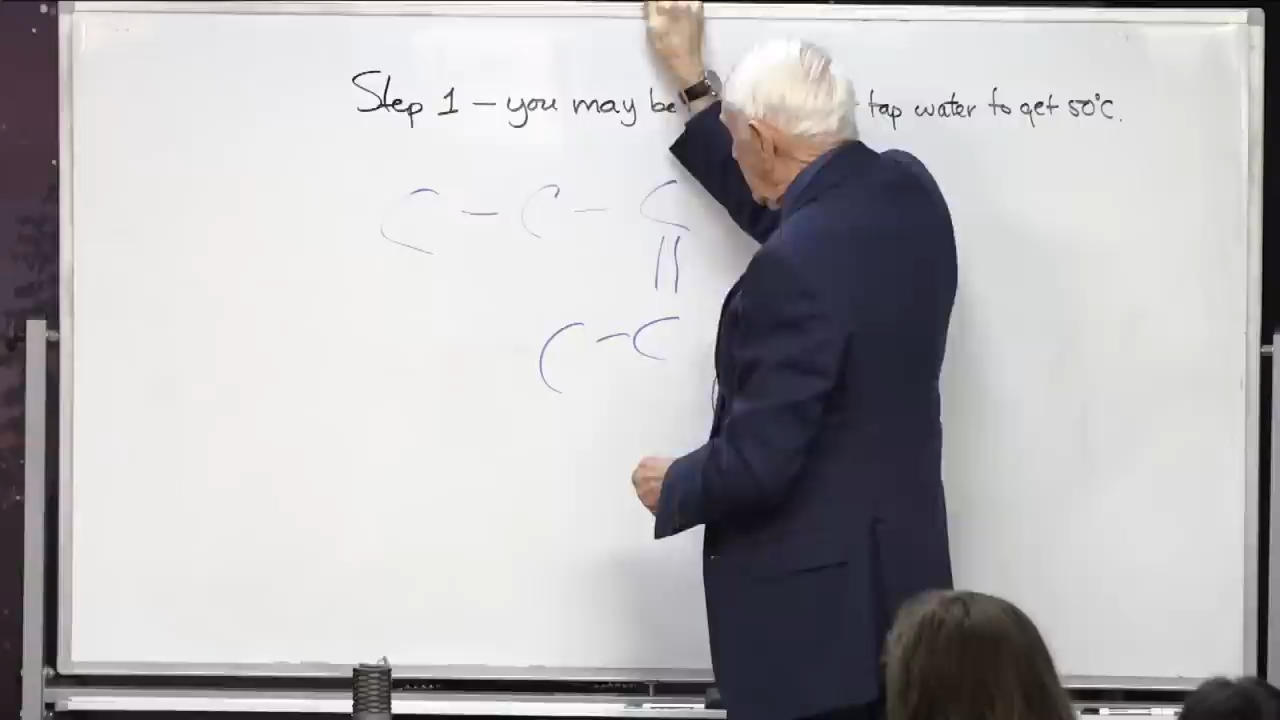 Step 1 – you may be tap water to get 50°C.
C – C – C
||
C – C